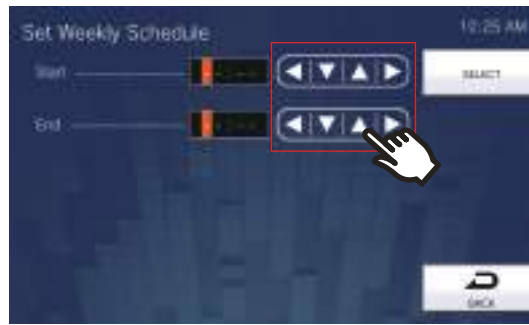 Set Weekly Schedule
10:25 AM
Start
SELECT
End
BACK